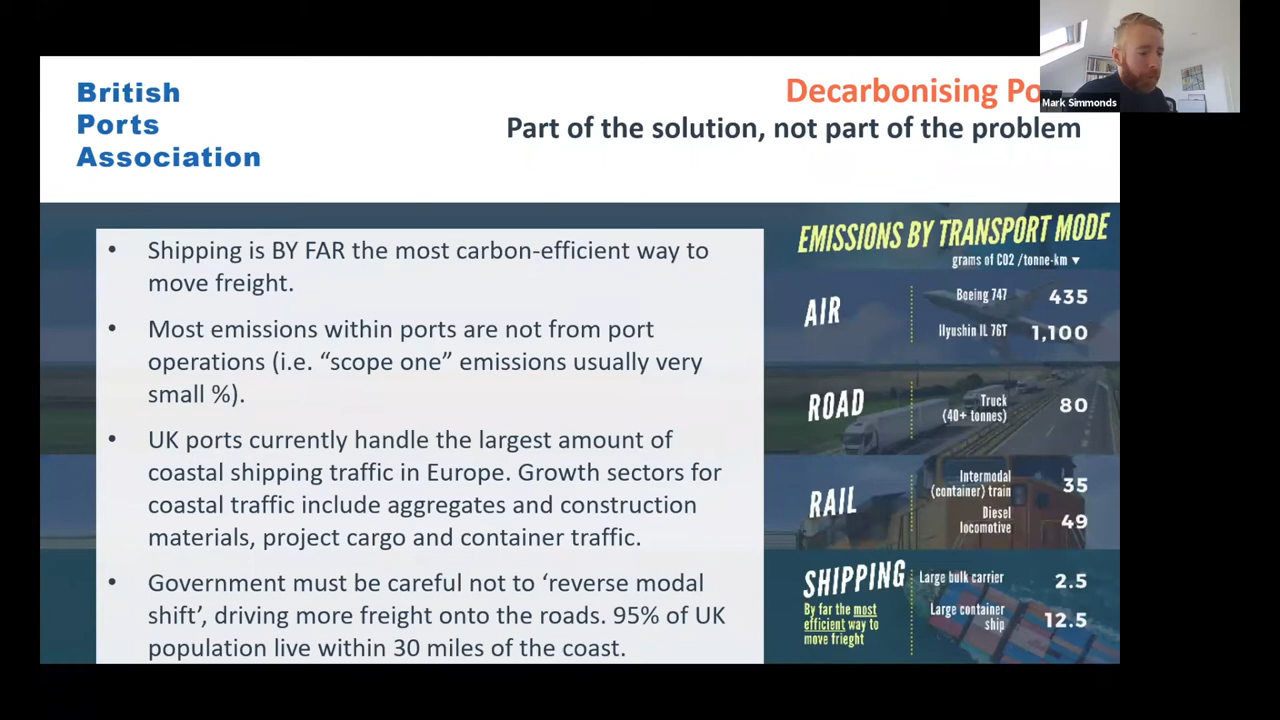 British
Ports
Association
Decarbonising
Part of the solution, not part of the problem
Mark Simmonds
• Shipping is BY FAR the most carbon-efficient way to
move freight.
• Most emissions within ports are not from port
operations (i.e. “scope one” emissions usually very
small %).
• UK ports currently handle the largest amount of
coastal shipping traffic in Europe. Growth sectors for
coastal traffic include aggregates and construction
materials, project cargo and container traffic.
• Government must be careful not to ‘reverse modal
shift’, driving more freight onto the roads. 95% of UK
population live within 30 miles of the coast.
EMISSIONS BY TRANSPORT MODE
grams of CO2 /tonne-km ▼
AIR
Boeing 747 435
Ilyushin IL 76T 1,100
ROAD
Truck
(40+ tonnes) 80
RAIL
Intermodal
(container) train 35
Diesel
locomotive 49
SHIPPING
By far the most
efficient way to
move frieght
Large bulk carrier 2.5
Large container
ship 12.5